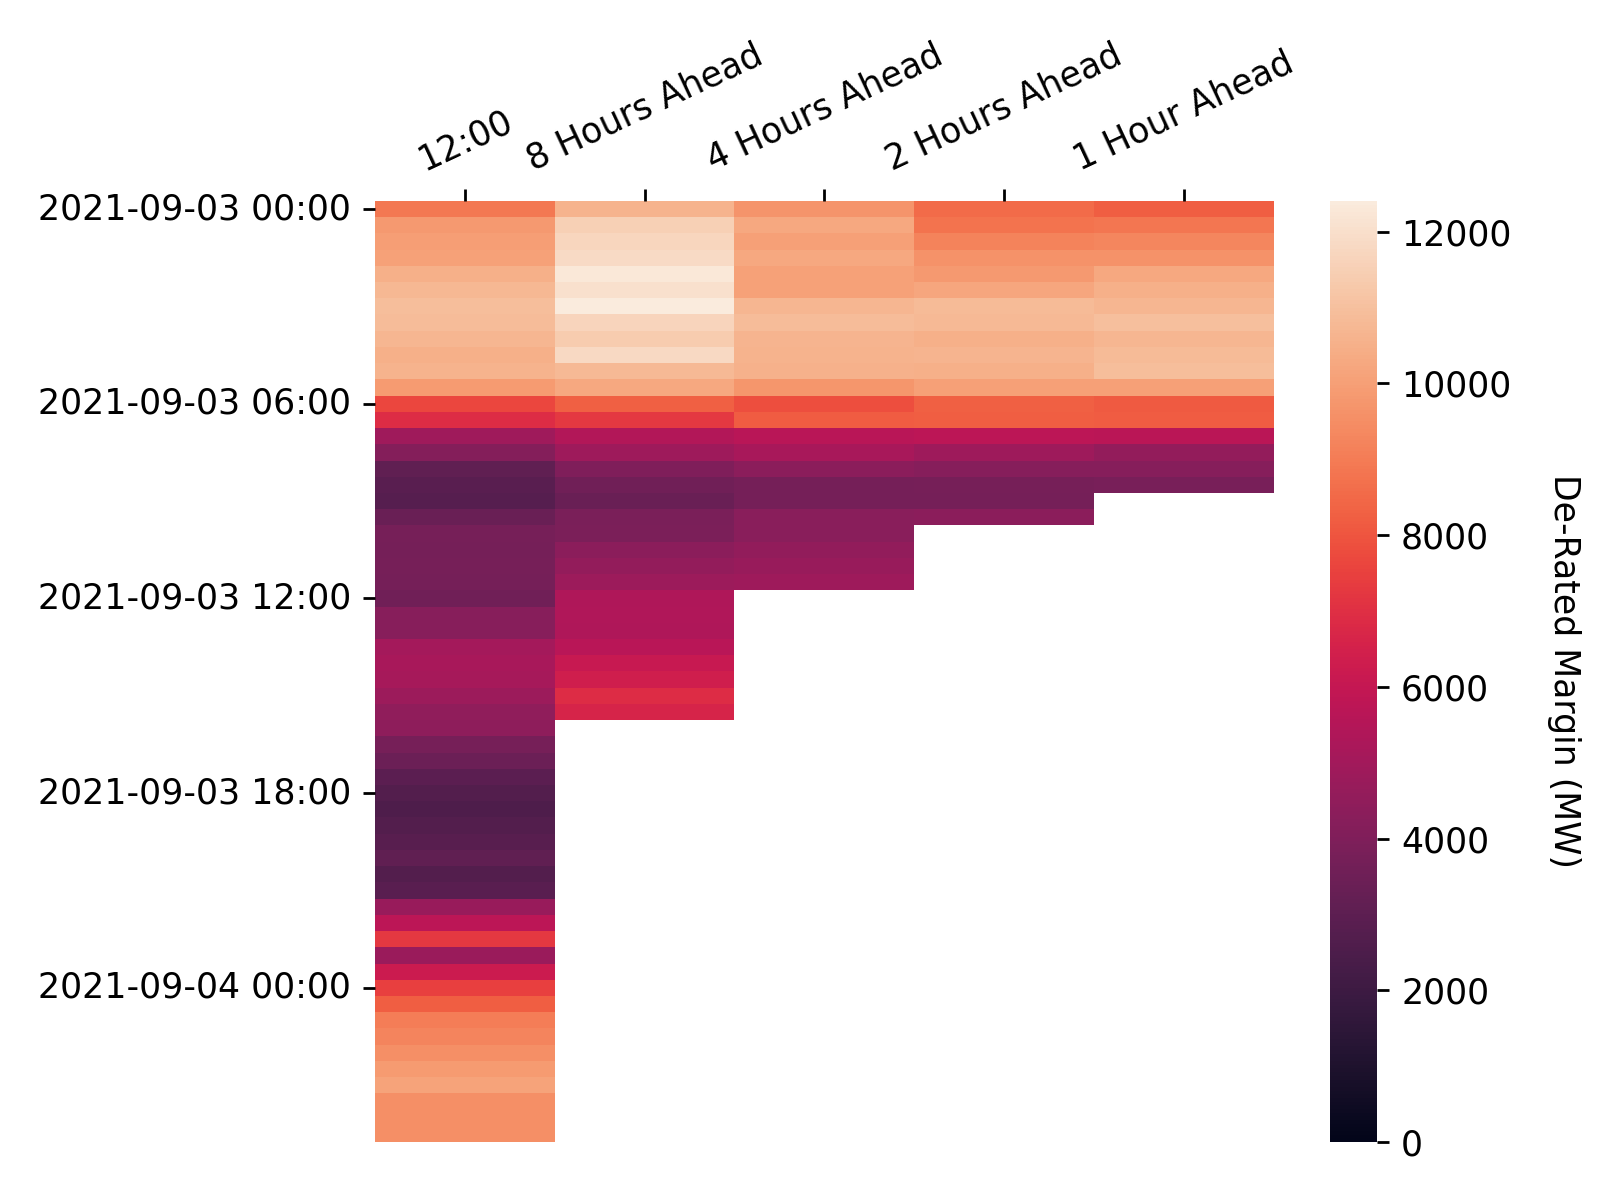 12:00
8 Hours Ahead
4 Hours Ahead
2 Hours Ahead
1 Hour Ahead
2021-09-03 00:00
2021-09-03 06:00
2021-09-03 12:00
2021-09-03 18:00
2021-09-04 00:00
12000
10000
8000
6000
4000
2000
0
De-Rated Margin (MW)